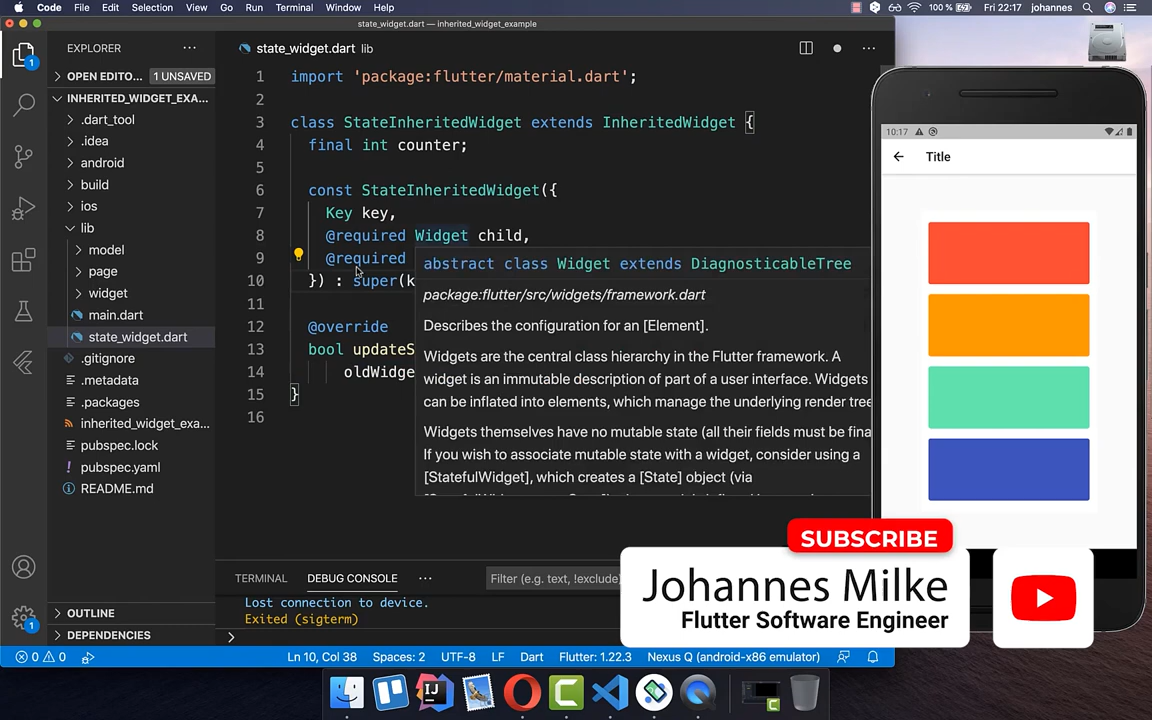 Code File Edit Selection View Go Run Terminal Window Help
100 % Fri 22:17 johannes
state_widget.dart — inherited_widget_example
EXPLORER
OPEN EDITO... 1 UNSAVED
INHERITED_WIDGET_EXA...
.dart_tool
.idea
android
build
ios
lib
model
page
widget
main.dart
state_widget.dart
.gitignore
.metadata
.packages
inherited_widget_exa...
pubspec.lock
pubspec.yaml
README.md
OUTLINE
DEPENDENCIES
1
1
state_widget.dart lib
1 import 'package:flutter/material.dart';
2
3 class StateInheritedWidget extends InheritedWidget {
4 final int counter;
5
6 const StateInheritedWidget({
7 Key key,
8 @required Widget child,
9 @required
10 }) : super(k
11
12 @override
13 bool updateS
14 oldWidge
15 }
16
abstract class Widget extends DiagnosticableTree
package:flutter/src/widgets/framework.dart
Describes the configuration for an [Element].
Widgets are the central class hierarchy in the Flutter framework. A
widget is an immutable description of part of a user interface. Widgets
can be inflated into elements, which manage the underlying render tree
Widgets themselves have no mutable state (all their fields must be fina
If you wish to associate mutable state with a widget, consider using a
[StatefulWidget], which creates a [State] object (via
TERMINAL DEBUG CONSOLE
Filter (e.g. text, !exclude)
Lost connection to device.
Exited (sigterm)
0 0 Ln 10, Col 38 Spaces: 2 UTF-8 LF Dart Flutter: 1.22.3 Nexus Q (android-x86 emulator)
10:17
Title
SUBSCRIBE
Johannes Milke
Flutter Software Engineer